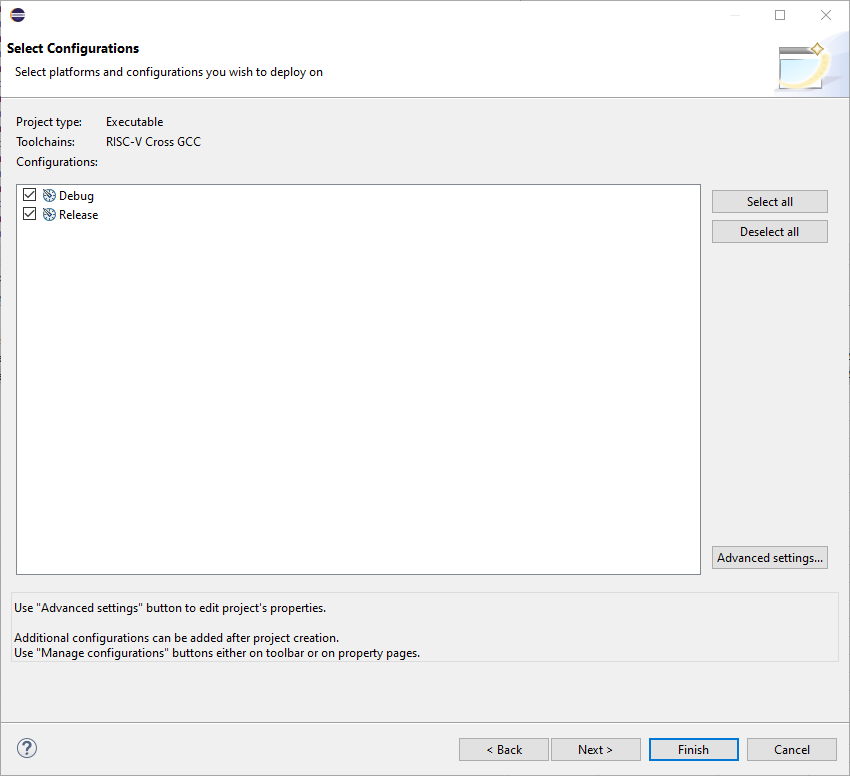 Select Configurations
Select platforms and configurations you wish to deploy on
Project type: Executable
Toolchains: RISC-V Cross GCC
Configurations:
Debug
Release
Select all
Deselect all
Advanced settings...
Use "Advanced settings" button to edit project's properties.
Additional configurations can be added after project creation.
Use "Manage configurations" buttons either on toolbar or on property pages.
?
< Back
Next >
Finish
Cancel